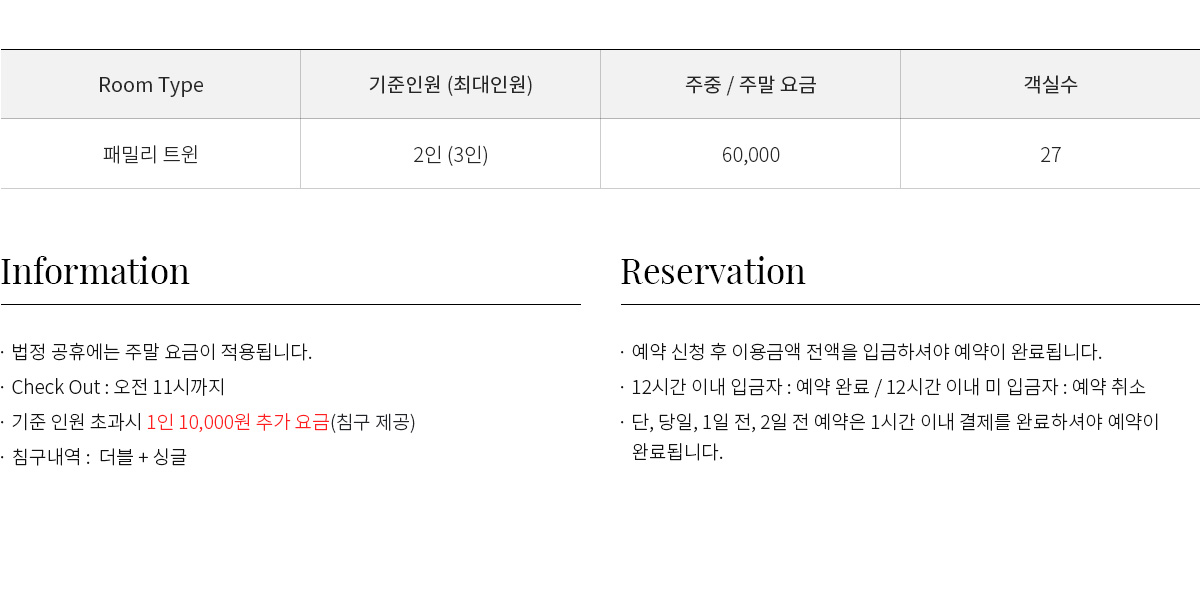 Room Type 기준인원 (최대인원) 주중 / 주말 요금 객실수
패밀리 트윈 2인 (3인) 60,000 27
Information
· 법정 공휴에는 주말 요금이 적용됩니다.
· Check Out : 오전 11시까지
· 기준 인원 초과시 1인 10,000원 추가 요금(침구 제공)
· 침구내역 : 더블 + 싱글
Reservation
· 예약 신청 후 이용금액 전액을 입금하셔야 예약이 완료됩니다.
· 12시간 이내 입금자 : 예약 완료 / 12시간 이내 미 입금자 : 예약 취소
· 단, 당일, 1일 전, 2일 전 예약은 1시간 이내 결제를 완료하셔야 예약이
완료됩니다.